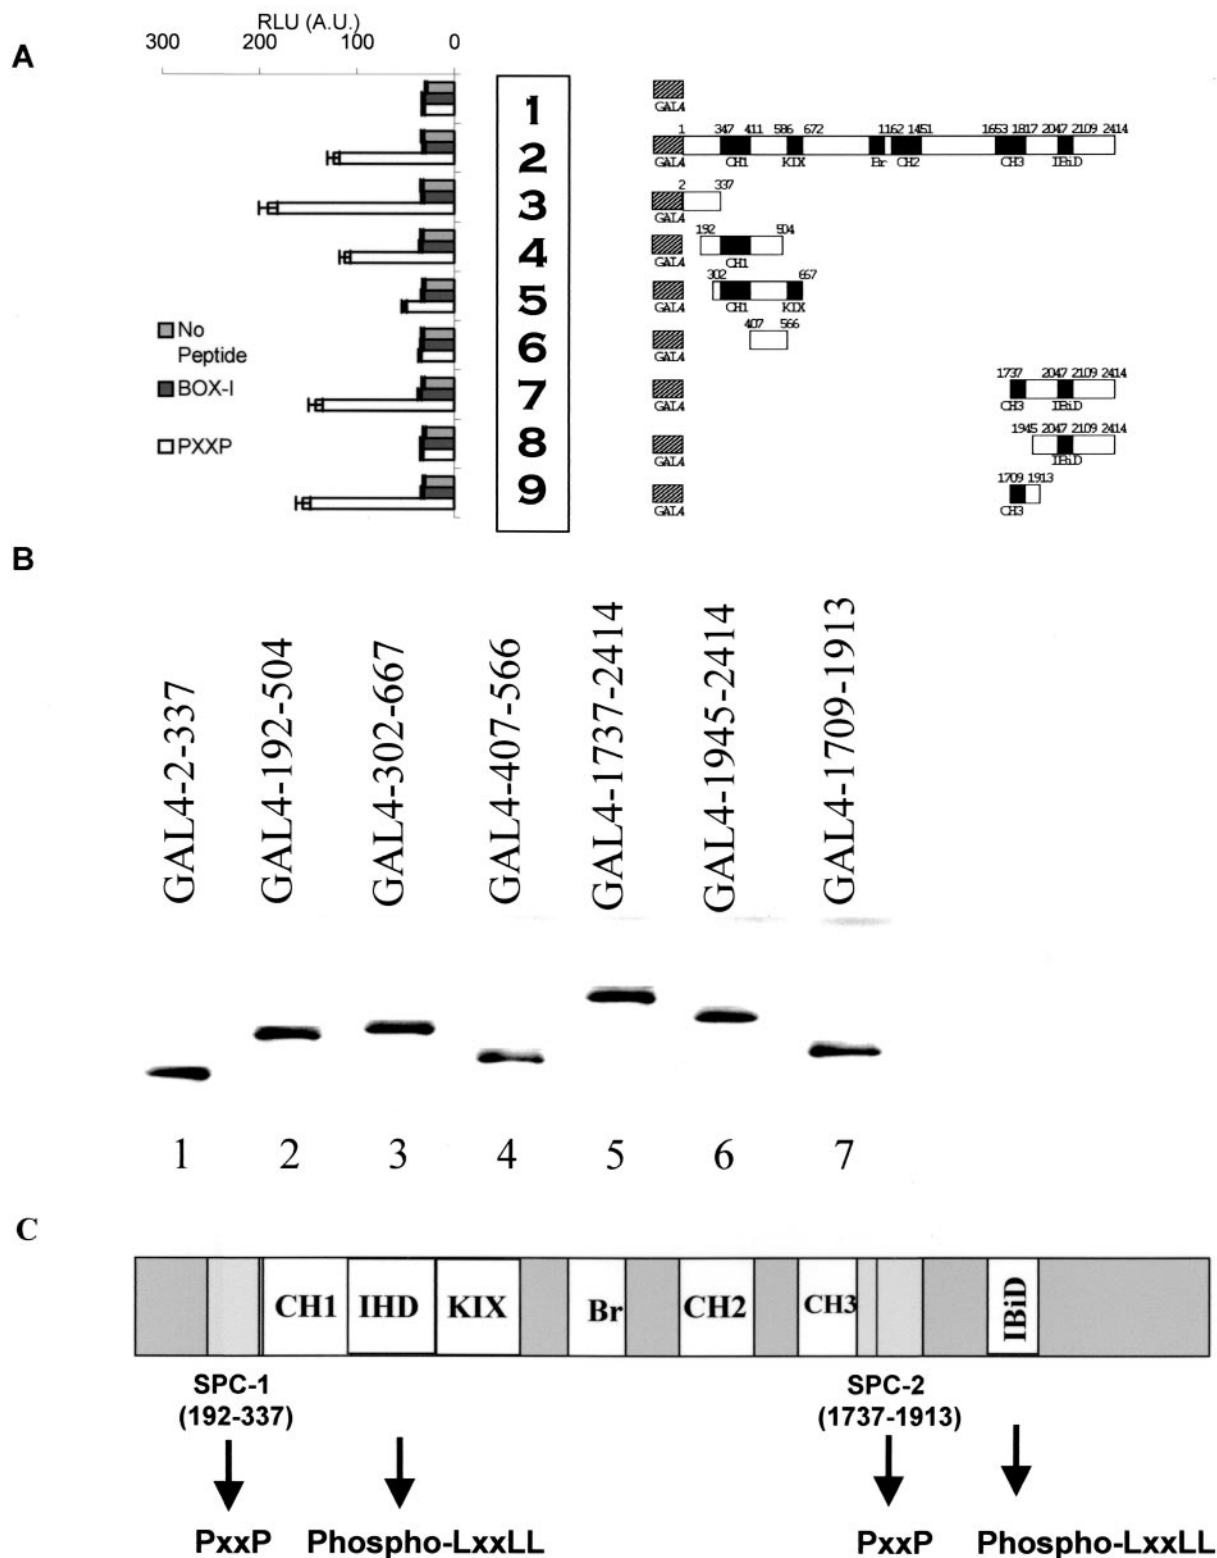 A
RLU (A.U.)
300 200 100 0
No
Peptide
BOX-I
PXXP
1
2
3
4
5
6
7
8
9
GAL4
1 347 411 586 672 1162 1451 1653 1817 2047 2109 2414
GAL4 CH1 KIX Br CH2 CH3 IBiD
2 337
GAL4
192 504
GAL4 CH1
302 667
GAL4 CH1 KIX
407 566
GAL4
1737 2047 2109 2414
GAL4 CH3 IBiD
1945 2047 2109 2414
GAL4 IBiD
1709 1913
GAL4 CH3
B
GAL4-2-337
GAL4-192-504
GAL4-302-667
GAL4-407-566
GAL4-1737-2414
GAL4-1945-2414
GAL4-1709-1913
1 2 3 4 5 6 7
C
CH1 IHD KIX Br CH2 CH3 IBiD
SPC-1 SPC-2
(192-337) (1737-1913)
PxxP Phospho-LxxLL PxxP Phospho-LxxLL